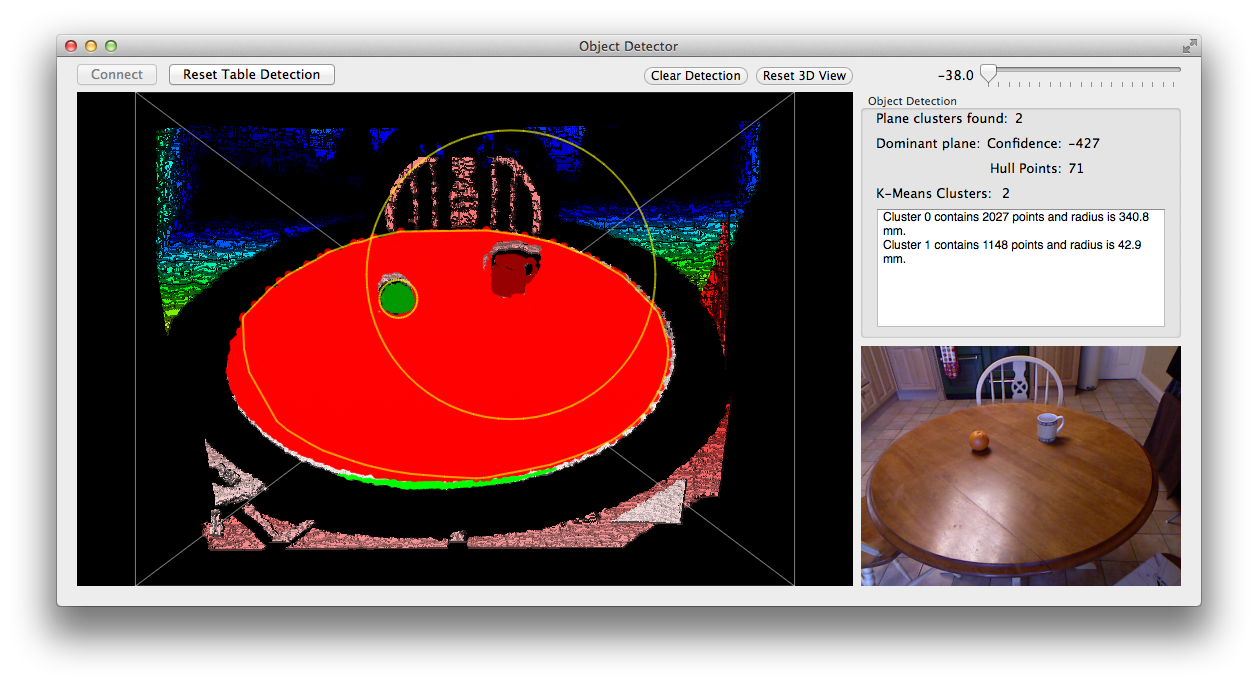 Object Detector
Connect
Reset Table Detection
Clear Detection
Reset 3D View
-38.0
Object Detection
Plane clusters found: 2
Dominant plane: Confidence: -427
Hull Points: 71
K-Means Clusters: 2
Cluster 0 contains 2027 points and radius is 340.8
mm.
Cluster 1 contains 1148 points and radius is 42.9
mm.